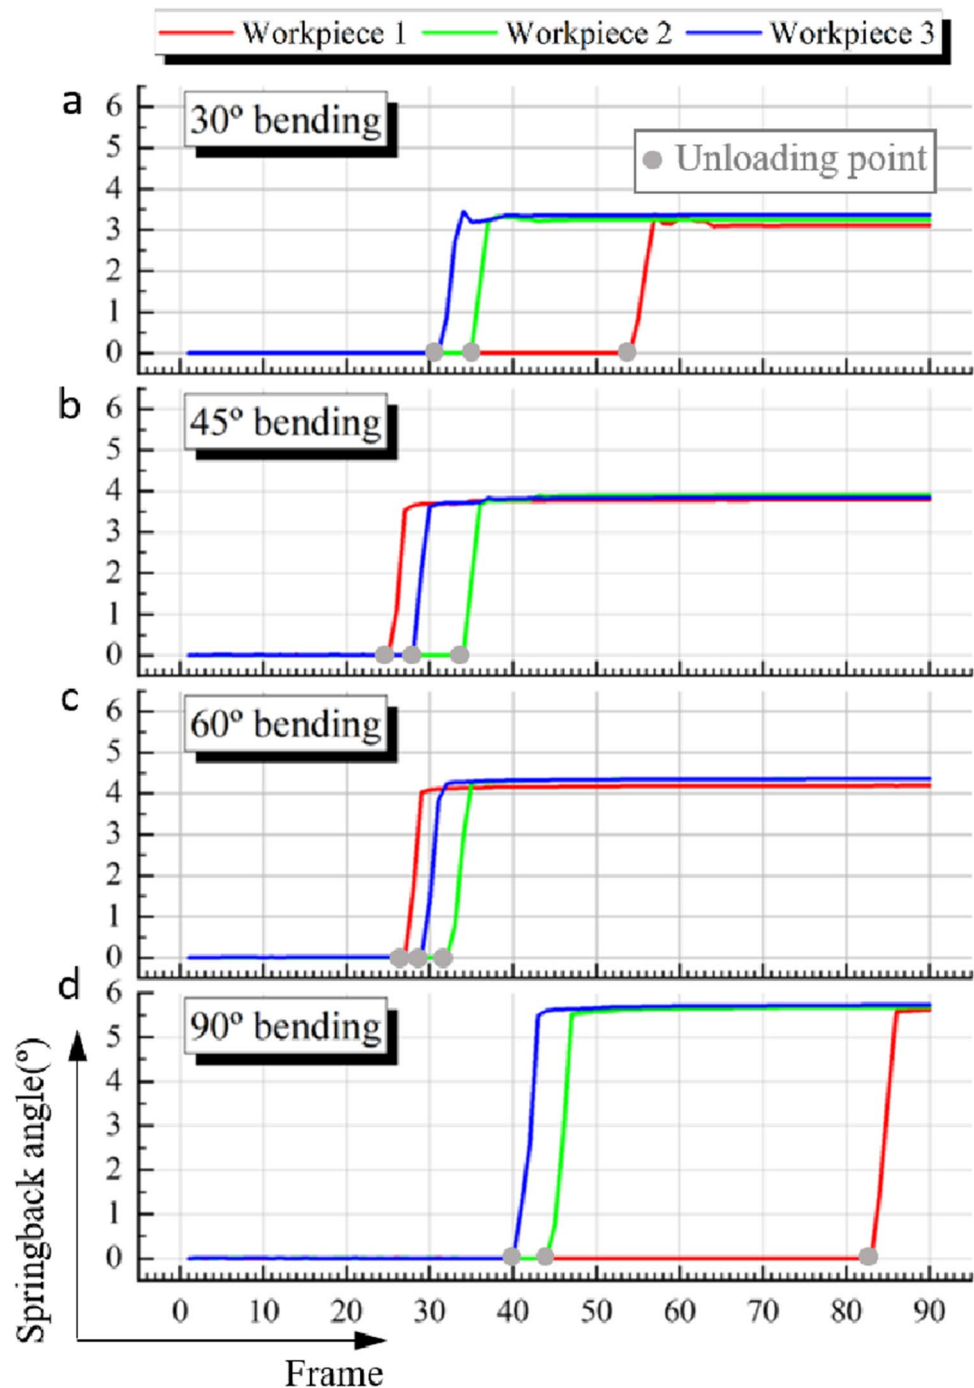 Workpiece 1 Workpiece 2 Workpiece 3
a
30º bending
Unloading point
6
5
4
3
2
1
0
b
45º bending
6
5
4
3
2
1
0
c
60º bending
6
5
4
3
2
1
0
d
90º bending
6
5
4
3
2
1
0
Springback angle(º)
0 10 20 30 40 50 60 70 80 90
Frame